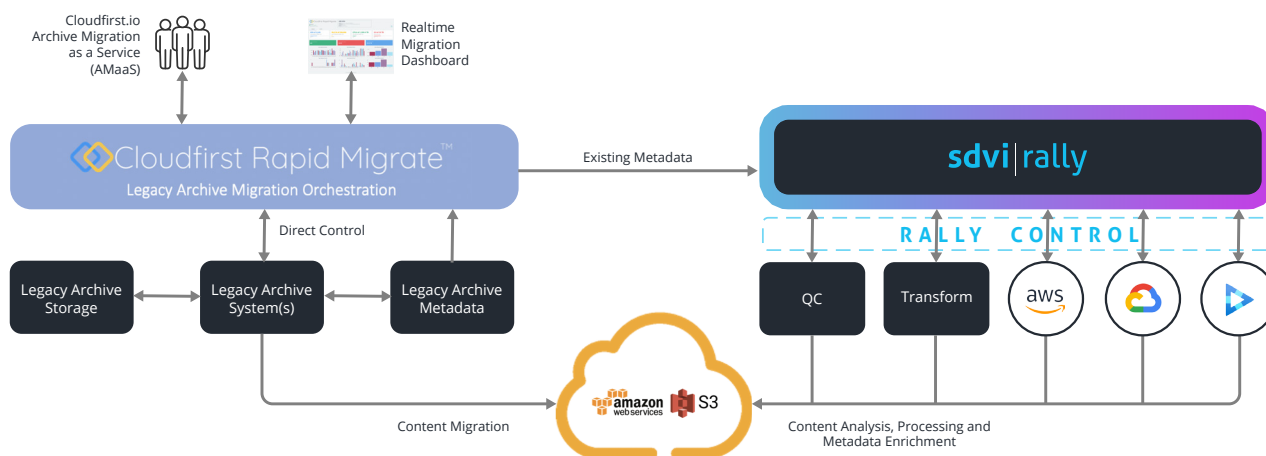 Cloudfirst.io
Archive Migration
as a Service
(AMaaS)
Realtime
Migration
Dashboard
Cloudfirst Rapid Migrate™
Legacy Archive Migration Orchestration
Existing Metadata
sdvi|rally
Direct Control
RALLY CONTROL
Legacy Archive
Storage
Legacy Archive
System(s)
Legacy Archive
Metadata
QC
Transform
aws
amazon
webservices
S3
Content Migration
Content Analysis, Processing and
Metadata Enrichment